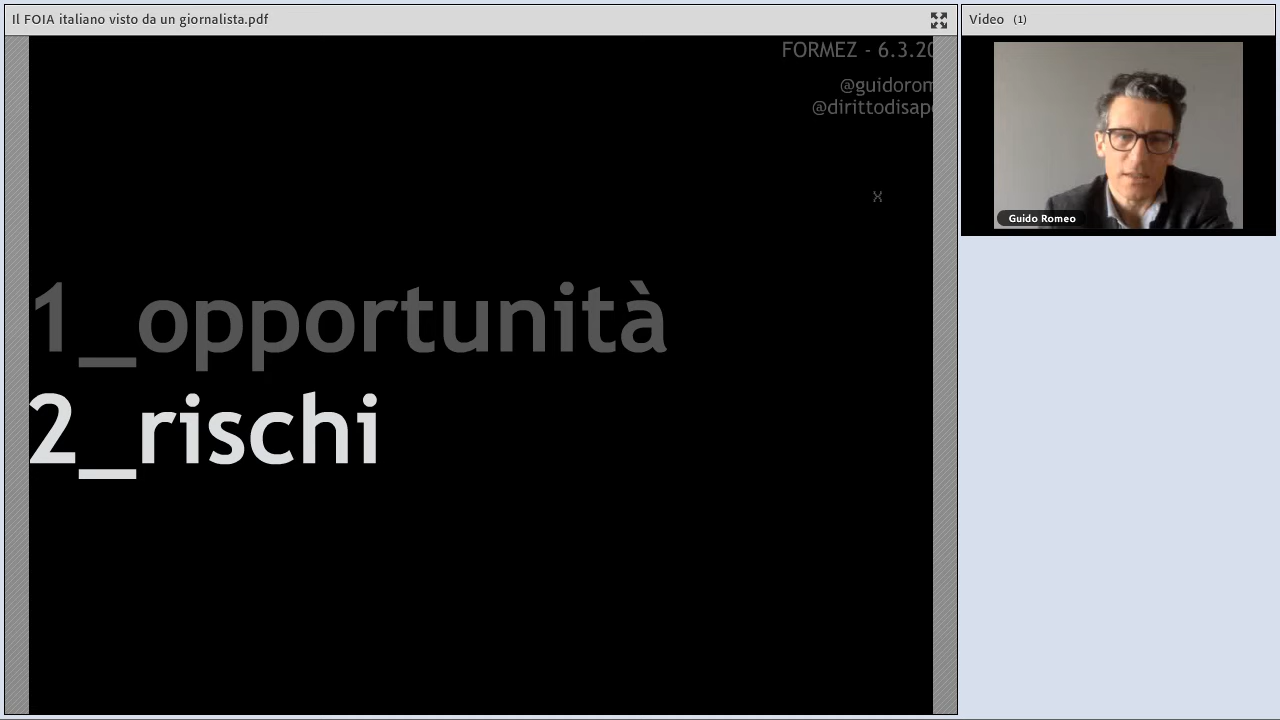 Il FOIA italiano visto da un giornalista.pdf
Video (1)
FORMEZ - 6.3.20
@guidorom
@dirittodisape
x
1_opportunità
2_rischi
Guido Romeo